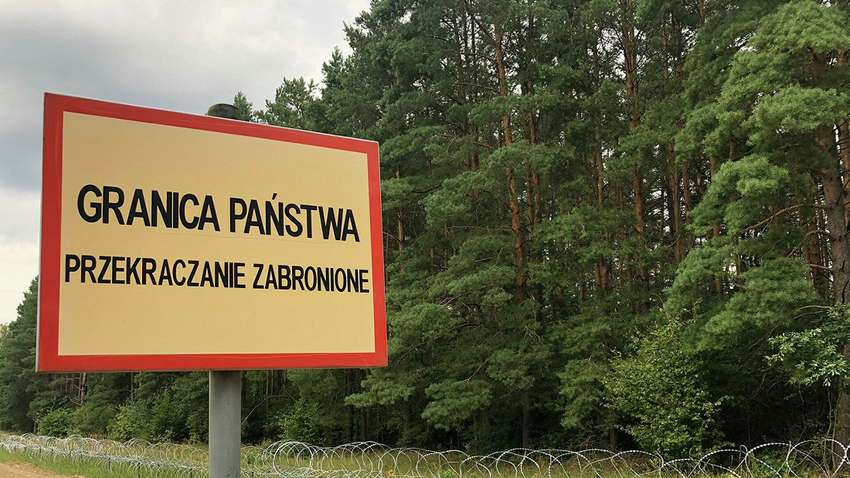 GRANICA PAŃSTWA
PRZEKRACZANIE ZABRONIONE